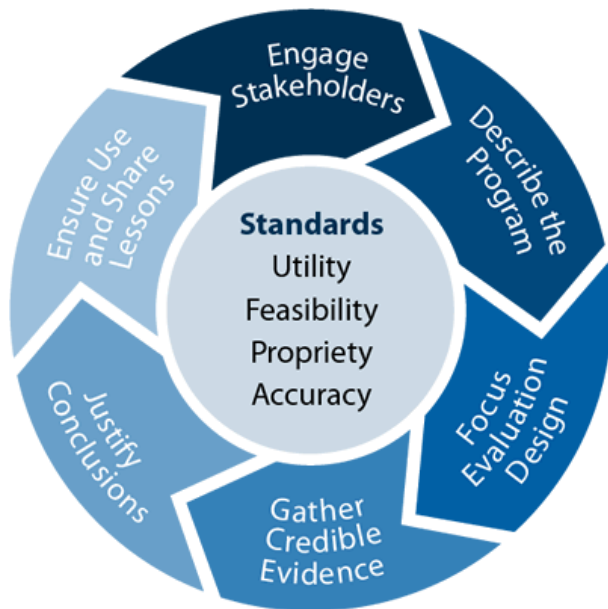 Engage
Stakeholders
Describe the
Program
Focus
Evaluation
Design
Gather
Credible
Evidence
Justify
Conclusions
Ensure Use
and Share
Lessons
Standards
Utility
Feasibility
Propriety
Accuracy